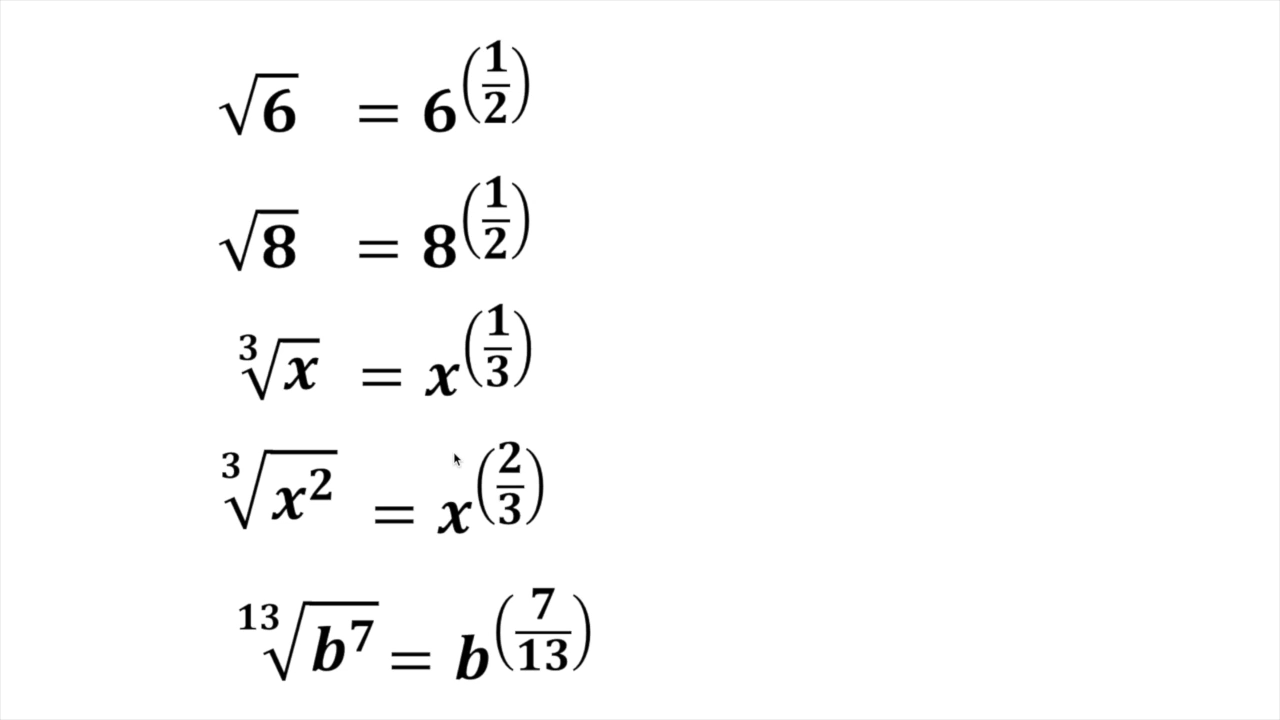 √6 = 6^(1/2)
√8 = 8^(1/2)
∛x = x^(1/3)
∛x² = x^(2/3)
¹³√b⁷ = b^(7/13)